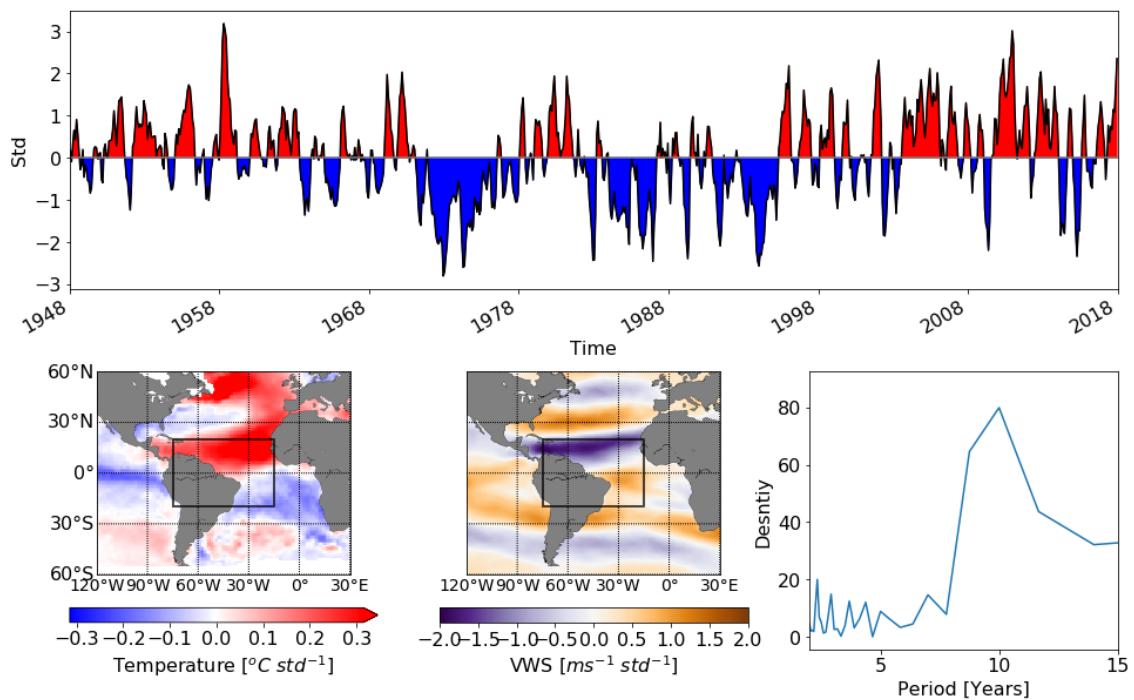 3
2
1
0
−1
−2
−3
Std
1948
1958
1968
1978
1988
1998
2008
2018
Time
60°N
30°N
0°
30°S
60°S
120°W
90°W
60°W
30°W
0°
30°E
−0.3 −0.2 −0.1 0.0 0.1 0.2 0.3
Temperature [°C std⁻¹]
120°W
90°W
60°W
30°W
0°
30°E
−2.0 −1.5 −1.0 −0.5 0.0 0.5 1.0 1.5 2.0
VWS [ms⁻¹ std⁻¹]
80
60
40
20
0
Desntiy
5 10 15
Period [Years]